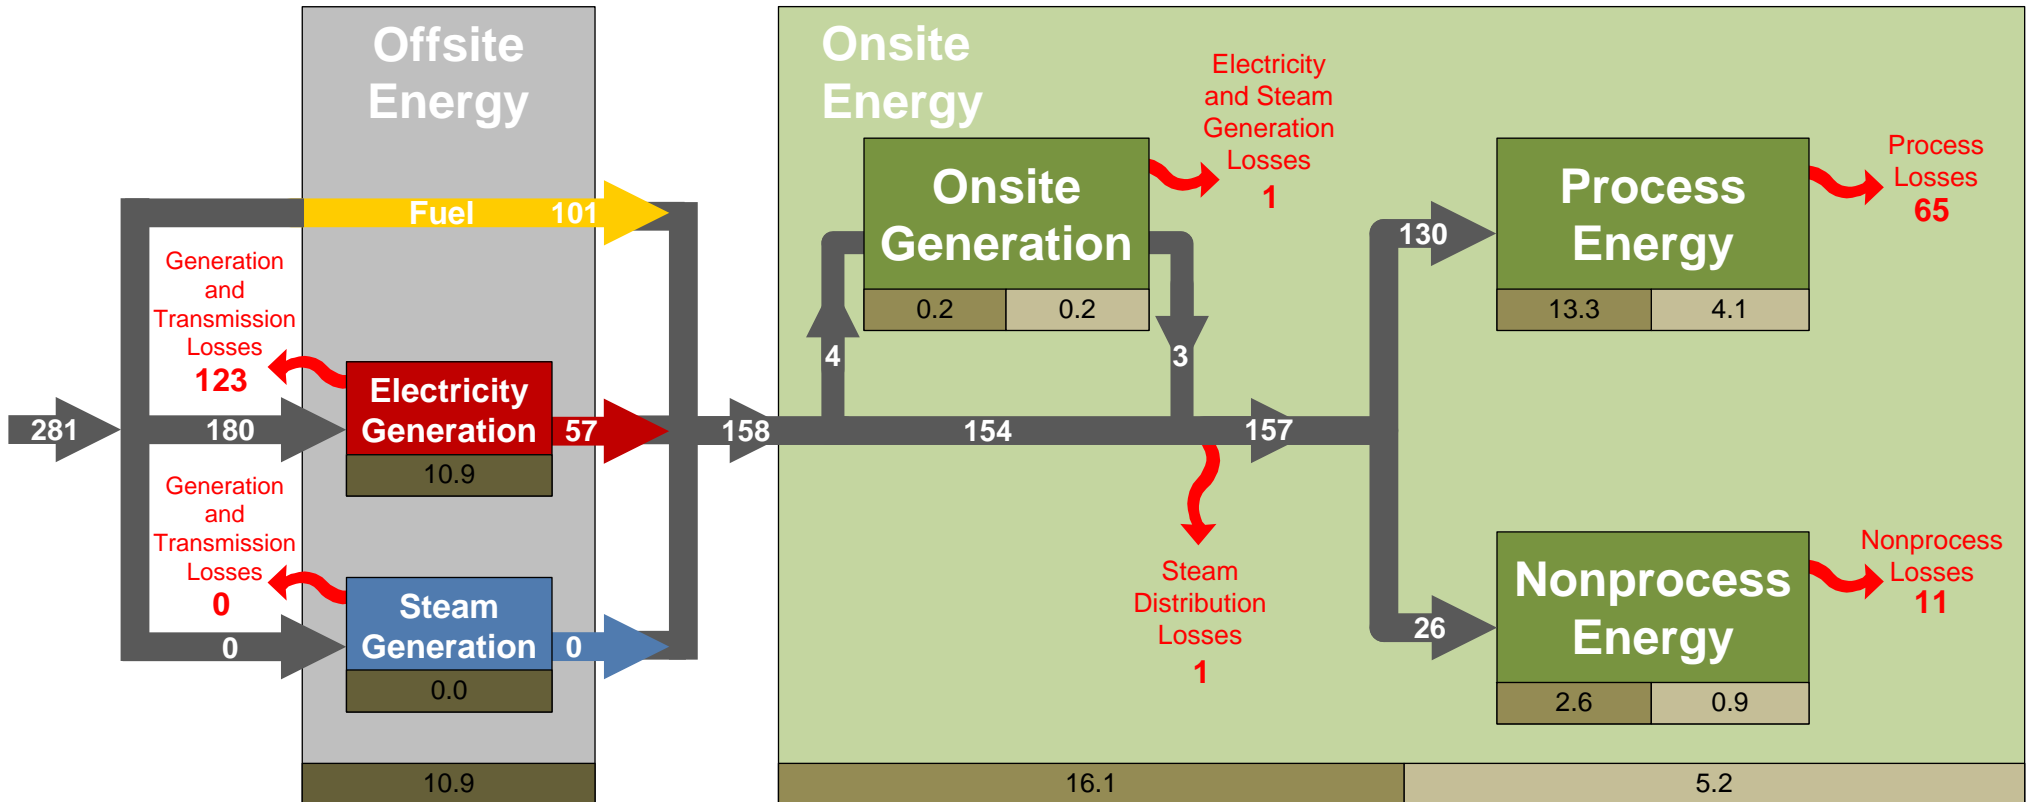 Offsite
Energy
Onsite
Energy
Electricity
and Steam
Generation
Losses
1
Onsite
Generation
0.2
0.2
Process
Energy
13.3
4.1
Process
Losses
65
Fuel
101
Generation
and
Transmission
Losses
123
281
180
Electricity
Generation
10.9
57
158
4
154
3
157
130
26
Generation
and
Transmission
Losses
0
0
Steam
Generation
0.0
0
Steam
Distribution
Losses
1
Nonprocess
Energy
2.6
0.9
Nonprocess
Losses
11
10.9
16.1
5.2